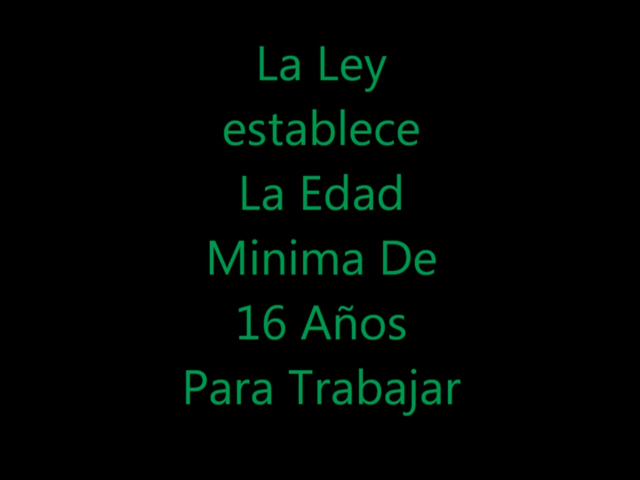 La Ley
establece
La Edad
Minima De
16 Años
Para Trabajar